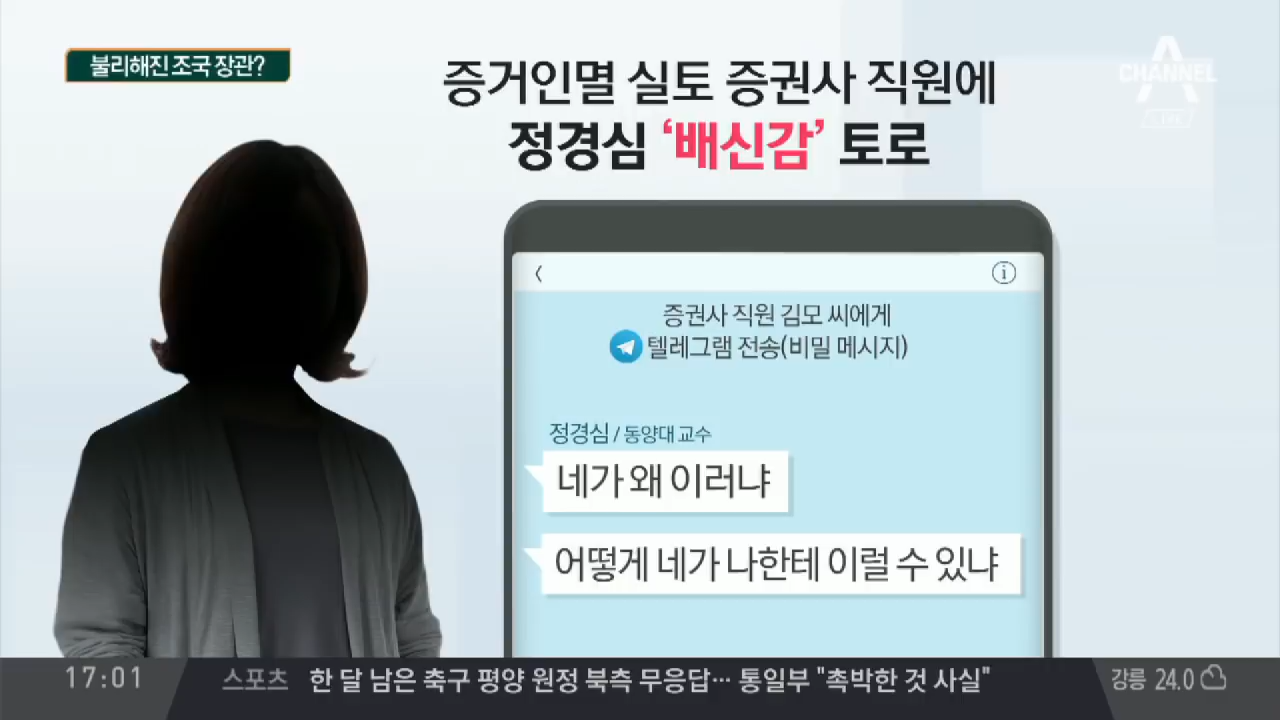 불리해진 조국 장관?
CHANNEL
LIVE
증거인멸 실토 증권사 직원에
정경심 ‘배신감’ 토로
증권사 직원 김모 씨에게
텔레그램 전송(비밀 메시지)
정경심 / 동양대 교수
네가 왜 이러냐
어떻게 네가 나한테 이럴 수 있냐
17:01 스포츠 한 달 남은 축구 평양 원정 북측 무응답… 통일부 "촉박한 것 사실" 강릉 24.0